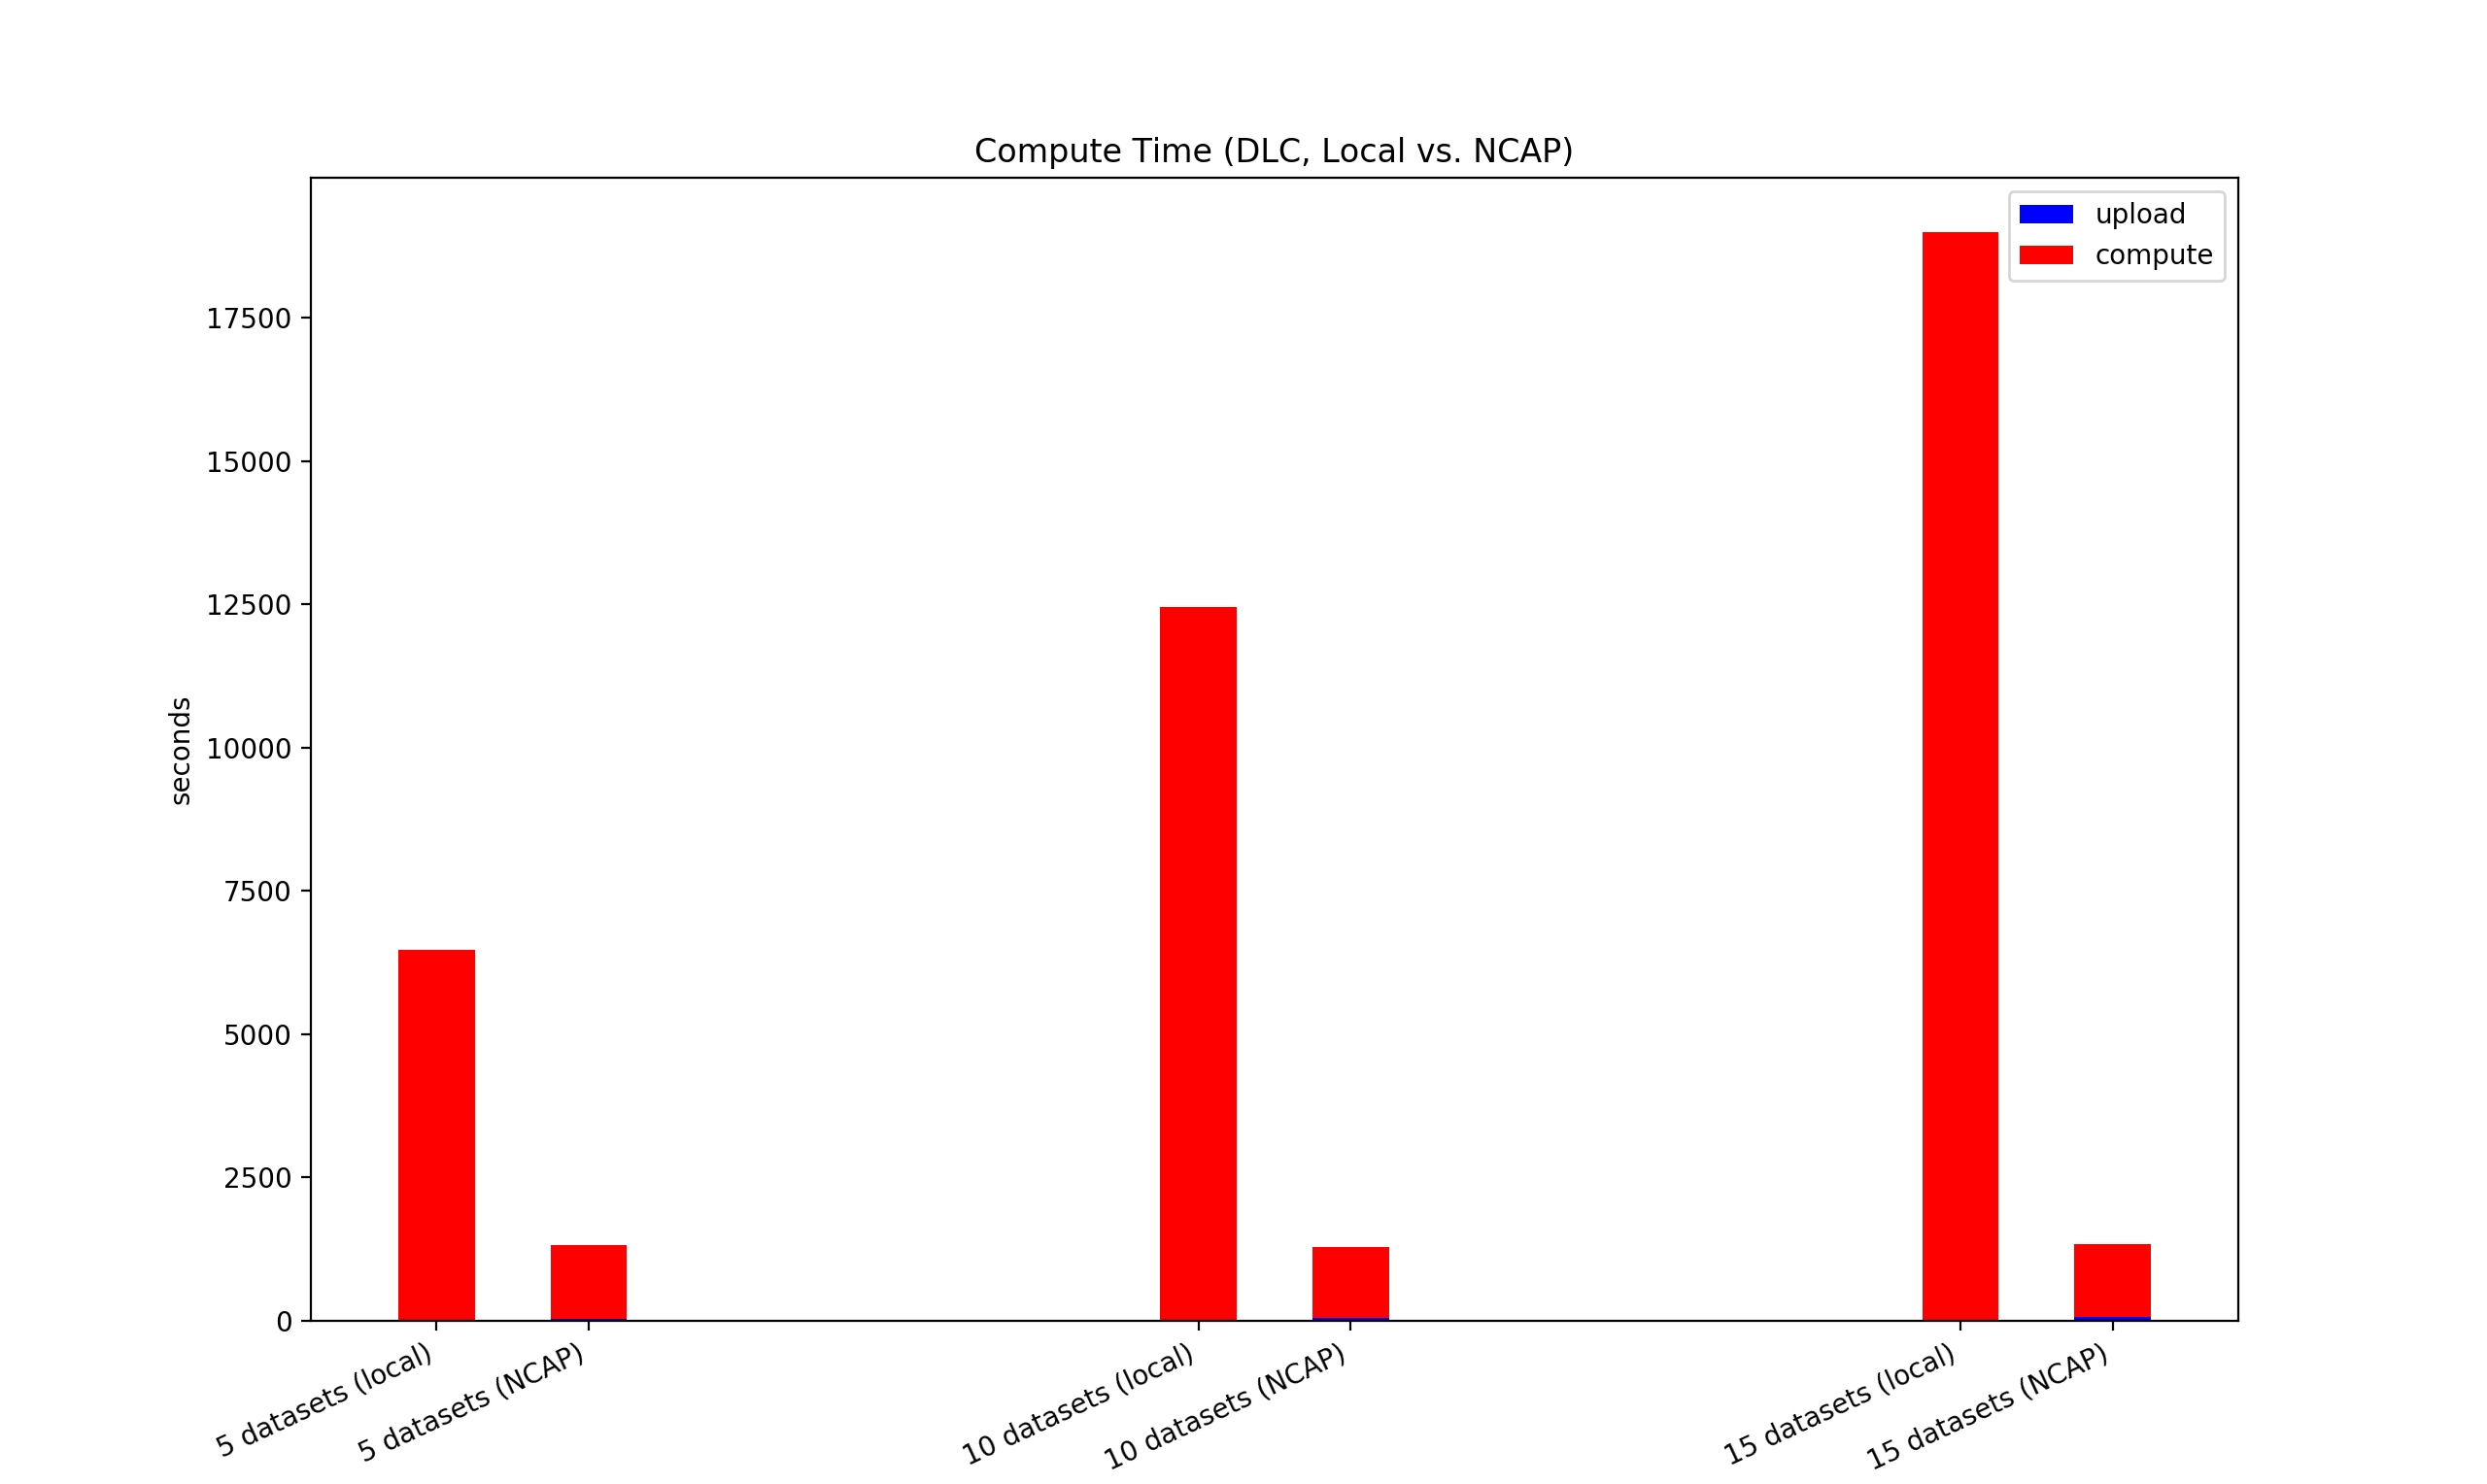 Compute Time (DLC, Local vs. NCAP)
upload
compute
seconds
17500
15000
12500
10000
7500
5000
2500
0
5 datasets (local)
5 datasets (NCAP)
10 datasets (local)
10 datasets (NCAP)
15 datasets (local)
15 datasets (NCAP)